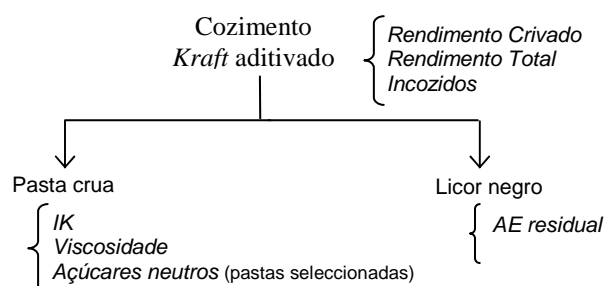 Cozimento
Kraft aditivado
Rendimento Crivado
Rendimento Total
Incozidos
Pasta crua
IK
Viscosidade
Açúcares neutros (pastas seleccionadas)
Licor negro
AE residual